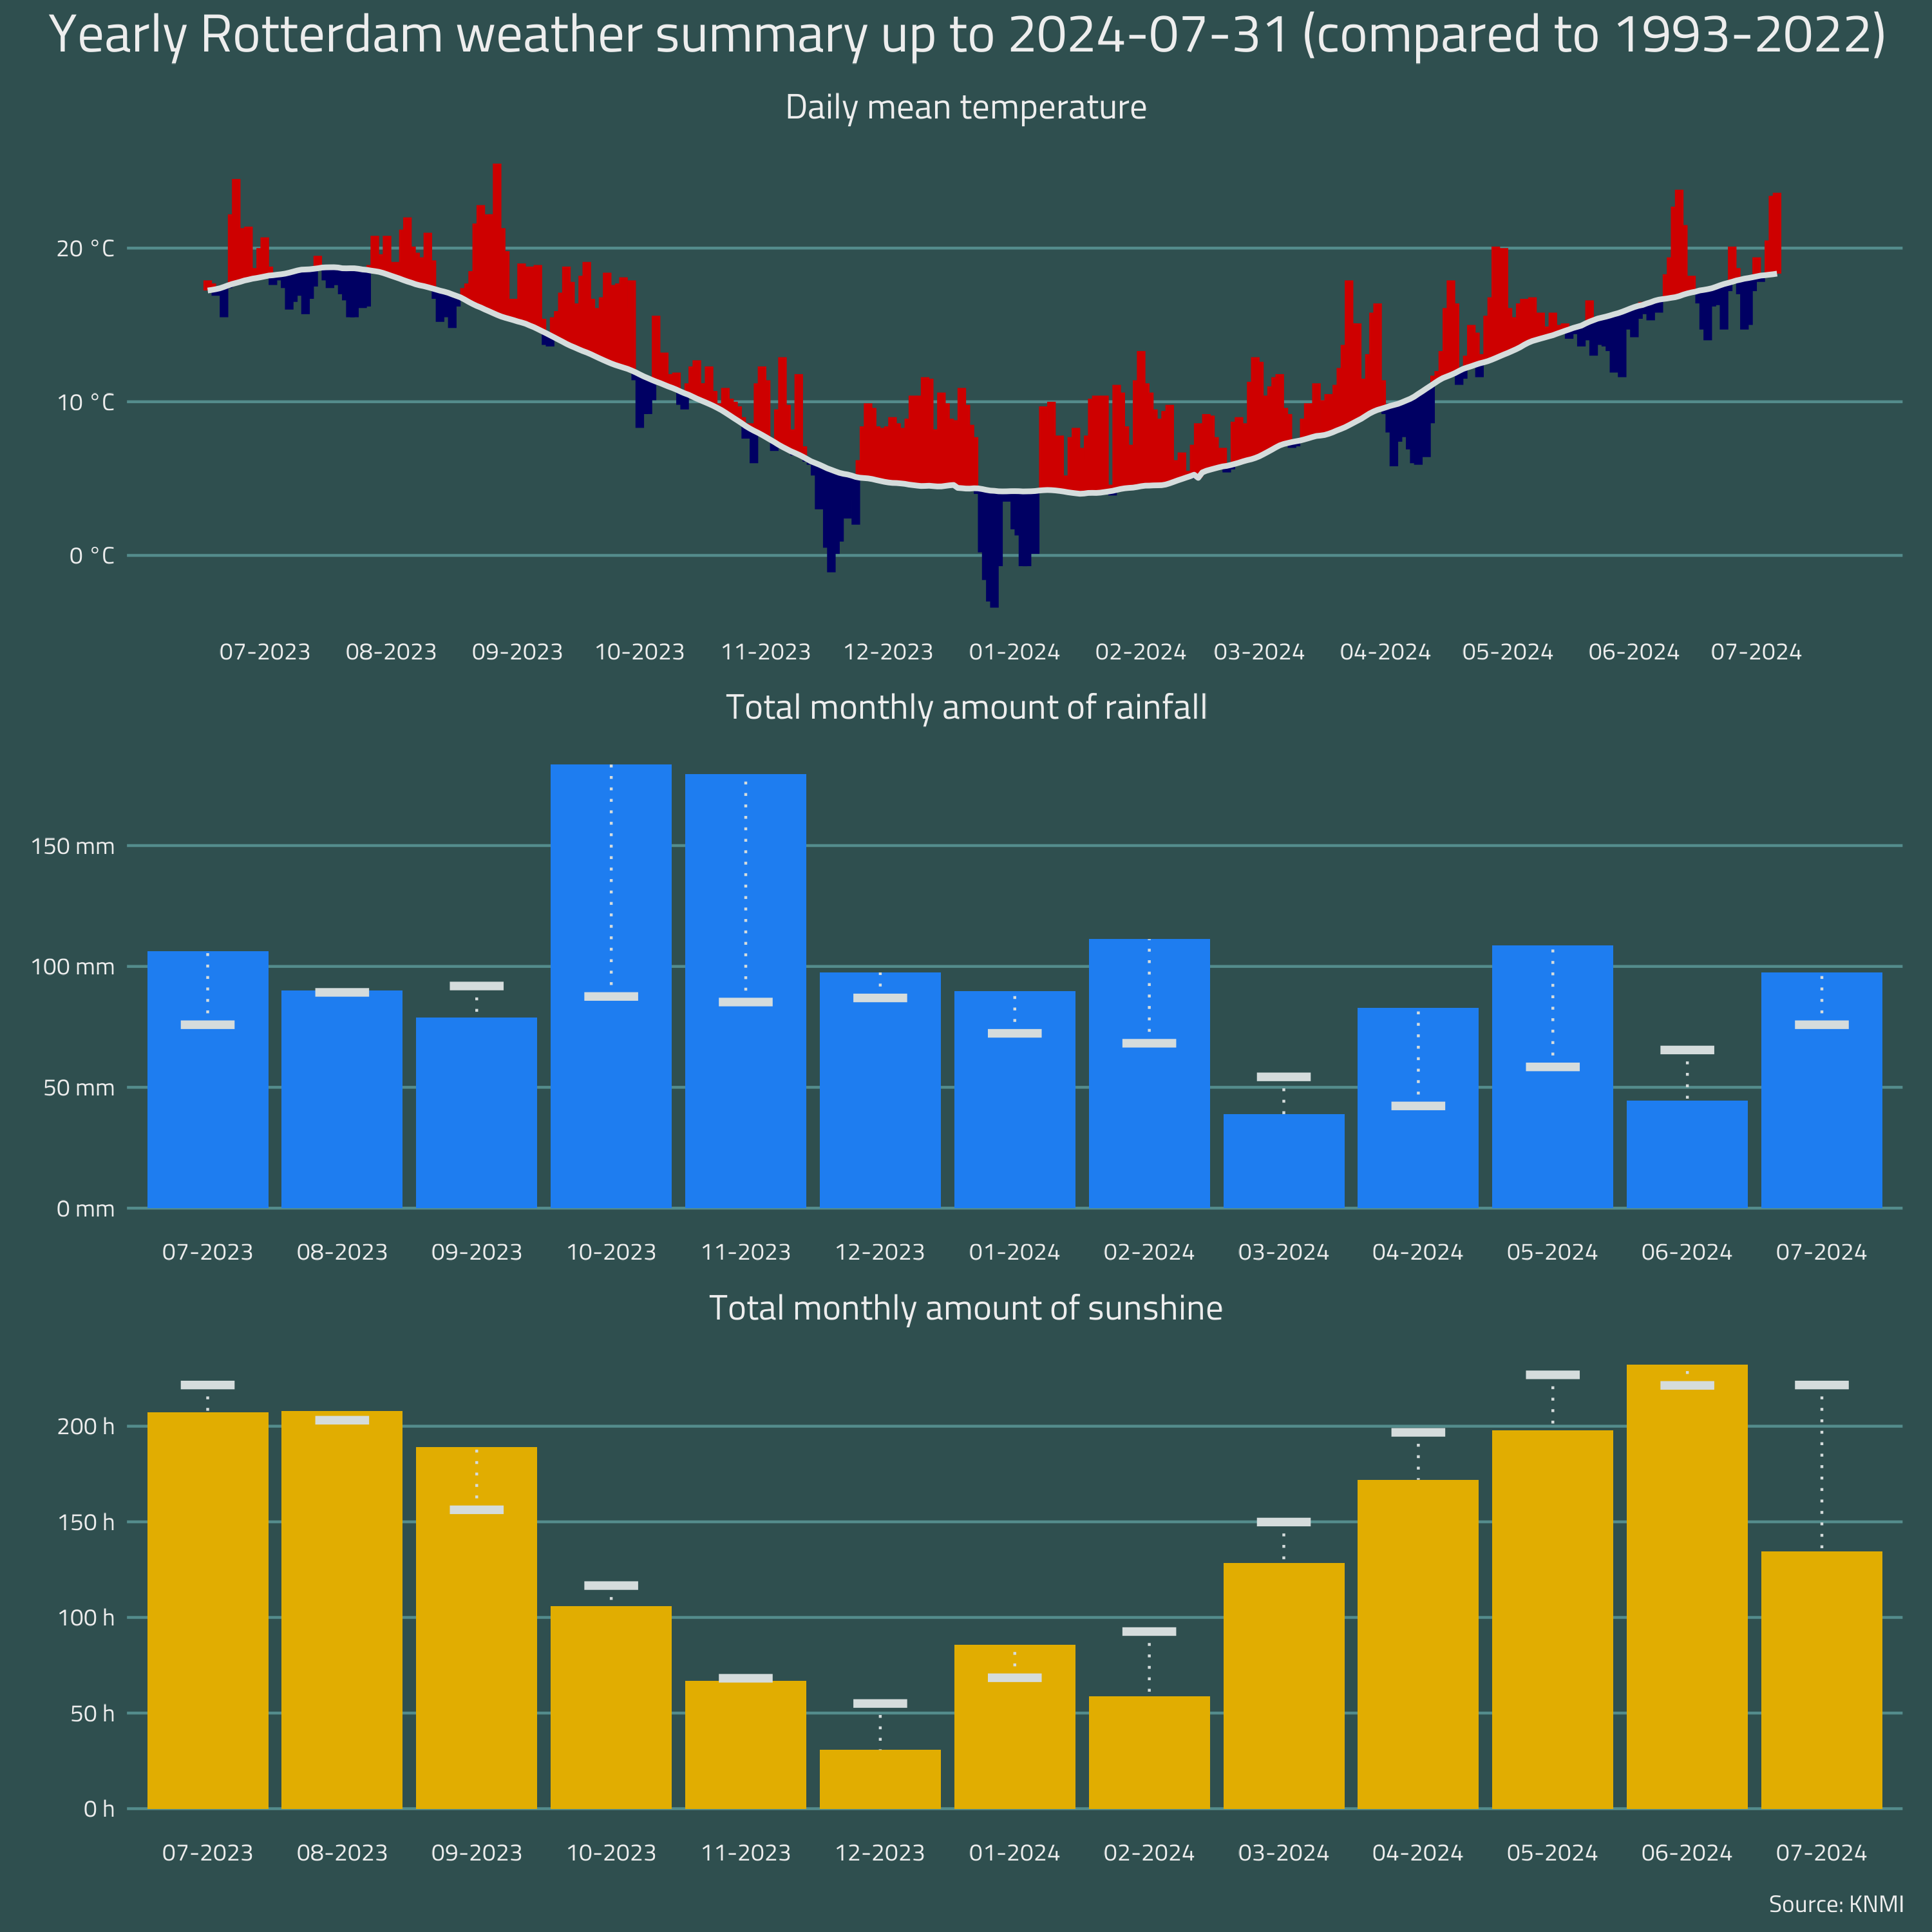 Yearly Rotterdam weather summary up to 2024-07-31 (compared to 1993-2022)
Daily mean temperature
20 °C
10 °C
0 °C
07-2023 08-2023 09-2023 10-2023 11-2023 12-2023 01-2024 02-2024 03-2024 04-2024 05-2024 06-2024 07-2024
Total monthly amount of rainfall
150 mm
100 mm
50 mm
0 mm
07-2023 08-2023 09-2023 10-2023 11-2023 12-2023 01-2024 02-2024 03-2024 04-2024 05-2024 06-2024 07-2024
Total monthly amount of sunshine
200 h
150 h
100 h
50 h
0 h
07-2023 08-2023 09-2023 10-2023 11-2023 12-2023 01-2024 02-2024 03-2024 04-2024 05-2024 06-2024 07-2024
Source: KNMI